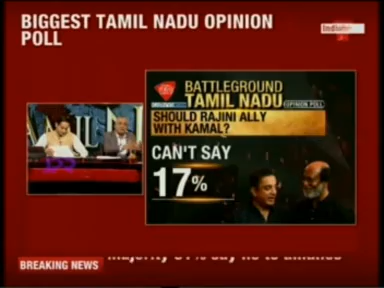 BIGGEST TAMIL NADU OPINION
POLL
BATTLEGROUND
TAMIL NADU
OPINION POLL
SHOULD RAJINI ALLY
WITH KAMAL?
CAN'T SAY
17%
BREAKING NEWS